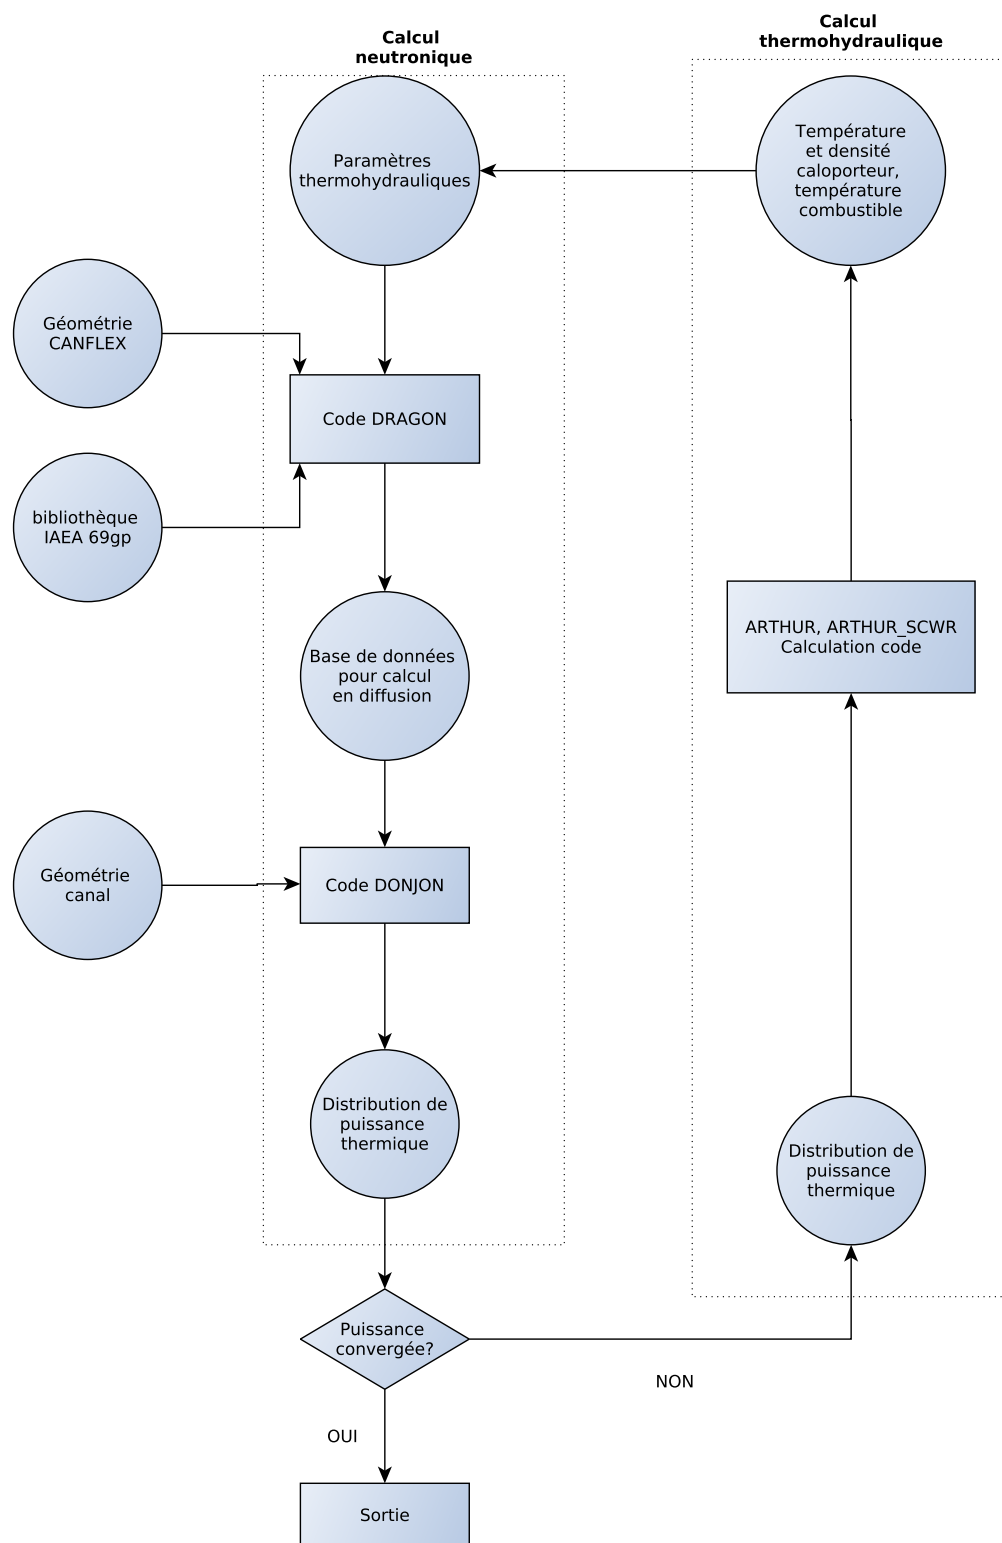 Calcul
neutronique
Calcul
thermohydraulique
Paramètres
thermohydrauliques
Température
et densité
caloporteur,
température
combustible
Géométrie
CANFLEX
Code DRAGON
bibliothèque
IAEA 69gp
Base de données
pour calcul
en diffusion
ARTHUR, ARTHUR_SCWR
Calculation code
Géométrie
canal
Code DONJON
Distribution de
puissance
thermique
Distribution de
puissance
thermique
Puissance
convergée?
NON
OUI
Sortie